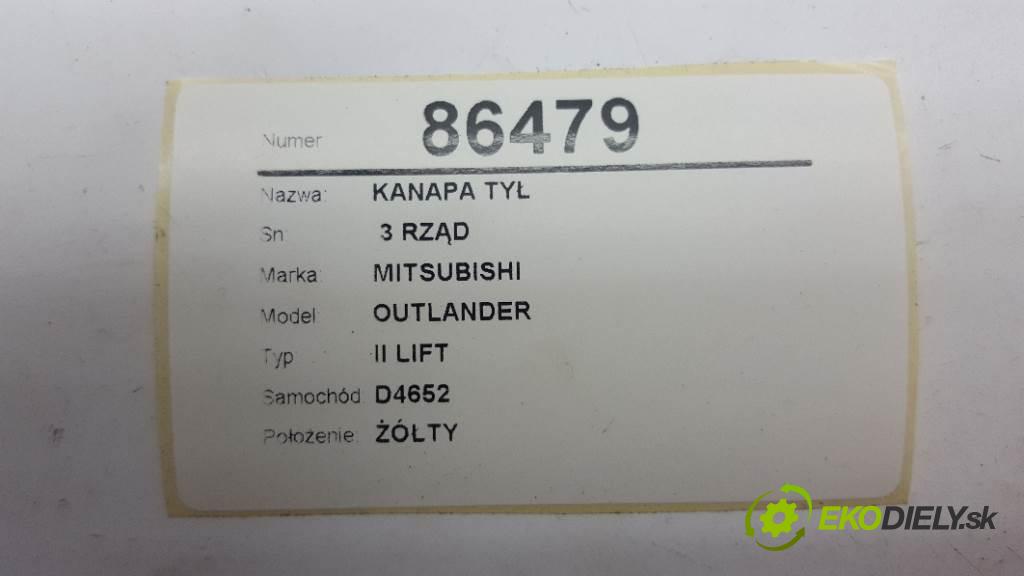 Numer 86479
Nazwa: KANAPA TYŁ
Sn: 3 RZĄD
Marka: MITSUBISHI
Model: OUTLANDER
Typ II LIFT
Samochód: D4652
Położenie: ŻÓŁTY
EKODIELY.sk